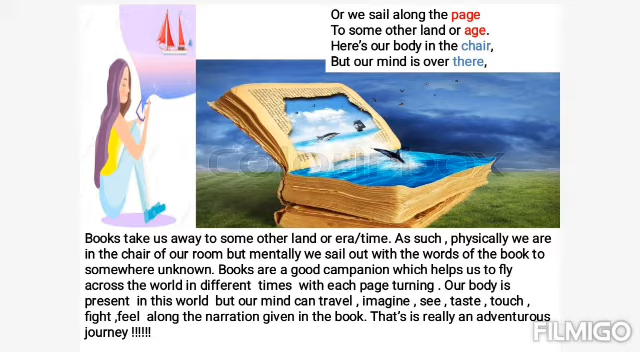 Or we sail along the page
To some other land or age.
Here's our body in the chair,
But our mind is over there,
Books take us away to some other land or era/time. As such , physically we are
in the chair of our room but mentally we sail out with the words of the book to
somewhere unknown. Books are a good campanion which helps us to fly
across the world in different times with each page turning . Our body is
present in this world but our mind can travel , imagine , see , taste , touch ,
fight ,feel along the narration given in the book. That's is really an adventurous
journey !!!!!!
FILMIGO